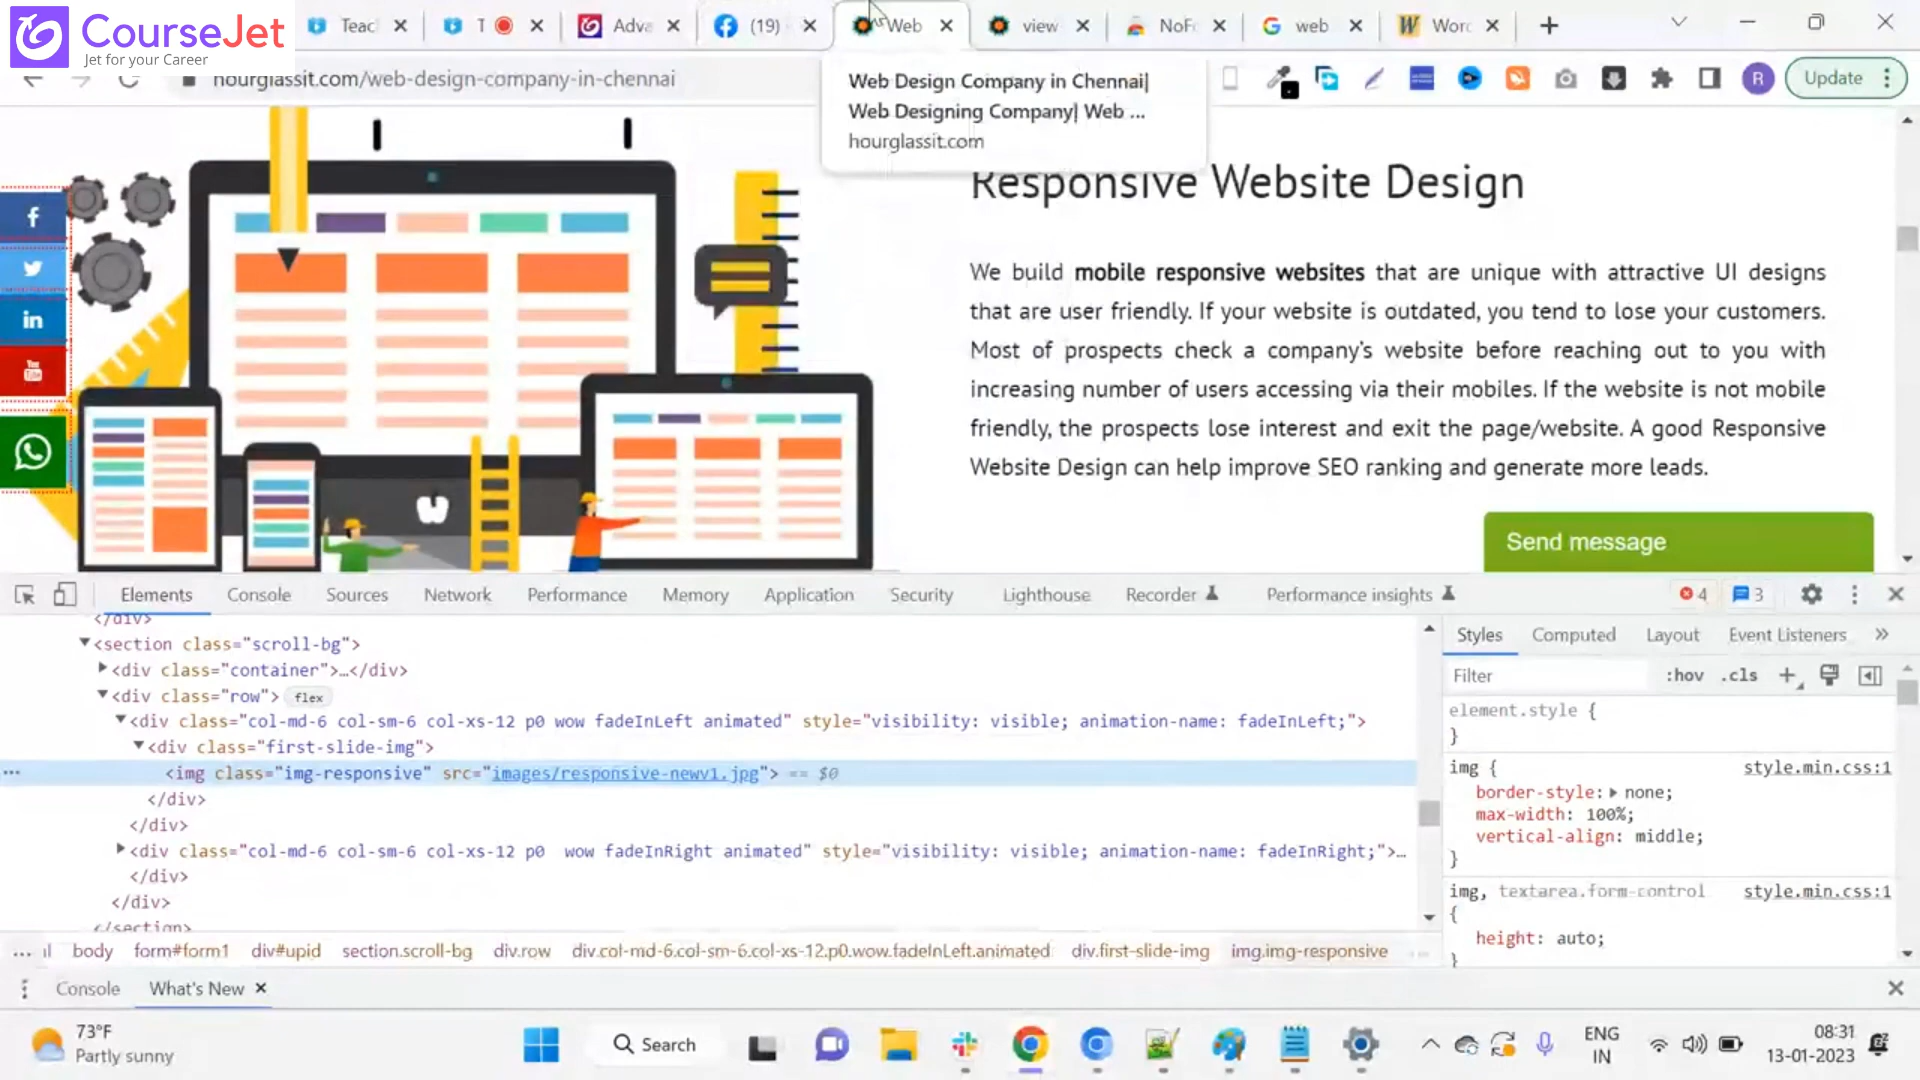 CourseJet
Jet for your Career
Teac
T
Adva
(19)
Web
view
NoFo
web
Word
hourglassit.com/web-design-company-in-chennai
R
Update
Web Design Company in Chennai|
Web Designing Company| Web ...
hourglassit.com
Responsive Website Design
We build mobile responsive websites that are unique with attractive UI designs
that are user friendly. If your website is outdated, you tend to lose your customers.
Most of prospects check a company's website before reaching out to you with
increasing number of users accessing via their mobiles. If the website is not mobile
friendly, the prospects lose interest and exit the page/website. A good Responsive
Website Design can help improve SEO ranking and generate more leads.
Send message
Elements Console Sources Network Performance Memory Application Security Lighthouse Recorder Performance insights 4 3
</div>
<section class="scroll-bg">
<div class="container">…</div>
<div class="row"> flex
<div class="col-md-6 col-sm-6 col-xs-12 p0 wow fadeInLeft animated" style="visibility: visible; animation-name: fadeInLeft;">
<div class="first-slide-img">
<img class="img-responsive" src="images/responsive-newv1.jpg"> == $0
</div>
</div>
<div class="col-md-6 col-sm-6 col-xs-12 p0  wow fadeInRight animated" style="visibility: visible; animation-name: fadeInRight;">…
</div>
</div>
</section>
... body form#form1 div#upid section.scroll-bg div.row div.col-md-6.col-sm-6.col-xs-12.p0.wow.fadeInLeft.animated div.first-slide-img img.img-responsive ...
Styles Computed Layout Event Listeners »
Filter :hov .cls +
element.style {
}
img { style.min.css:1
border-style: none;
max-width: 100%;
vertical-align: middle;
}
img, textarea.form-control style.min.css:1
{
height: auto;
}
Console What's New
73°F
Partly sunny
Search
ENG
IN
08:31
13-01-2023